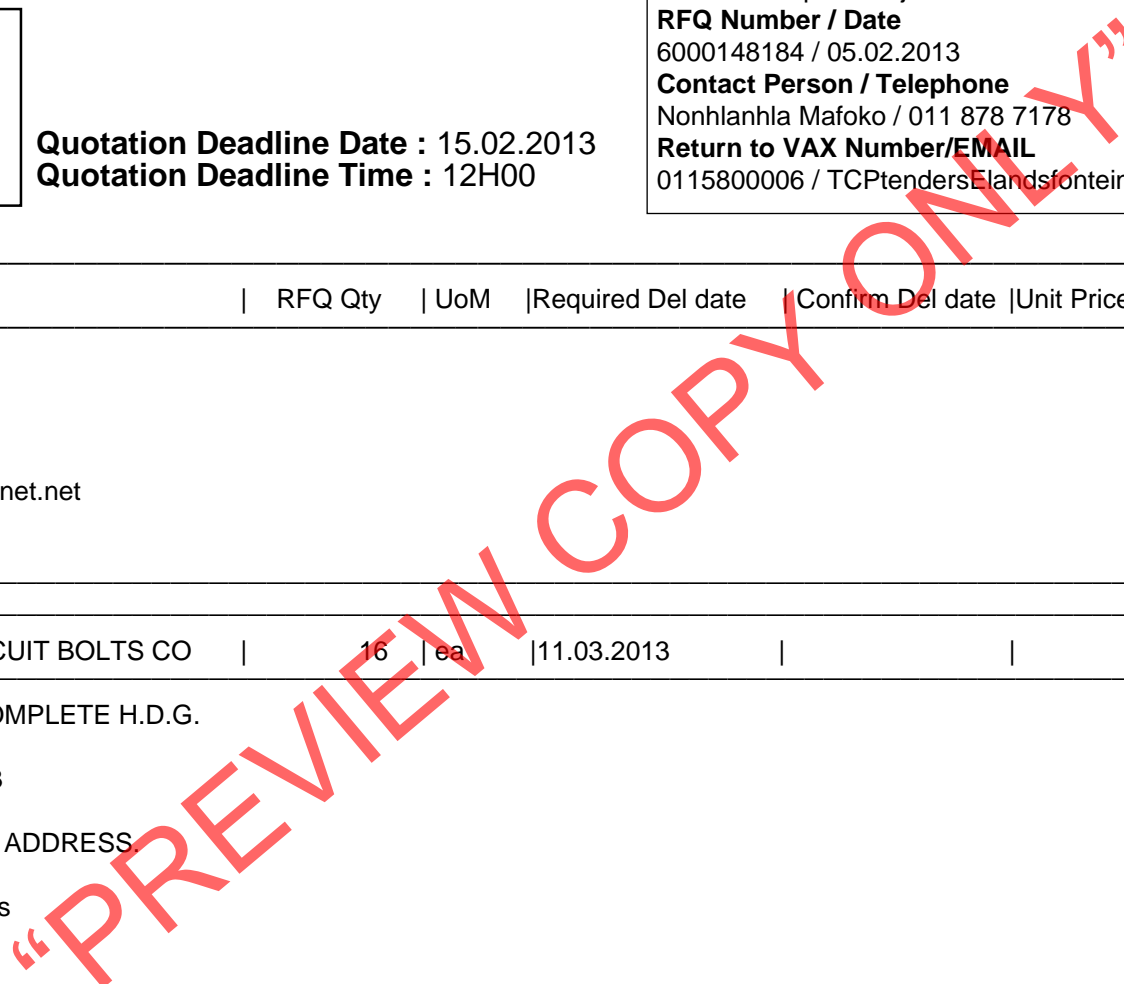 RFQ Number / Date
6000148184 / 05.02.2013
Contact Person / Telephone
Nonhlanhla Mafoko / 011 878 7178
Return to VAX Number/EMAIL
0115800006 / TCPtendersElandsfontein
Quotation Deadline Date : 15.02.2013
Quotation Deadline Time : 12H00
| RFQ Qty | UoM |Required Del date | Confirm Del date |Unit Price
net.net
CUIT BOLTS CO | 16 | ea |11.03.2013 | |
OMPLETE H.D.G.
ADDRESS.
s
“PREVIEW COPY ONLY”